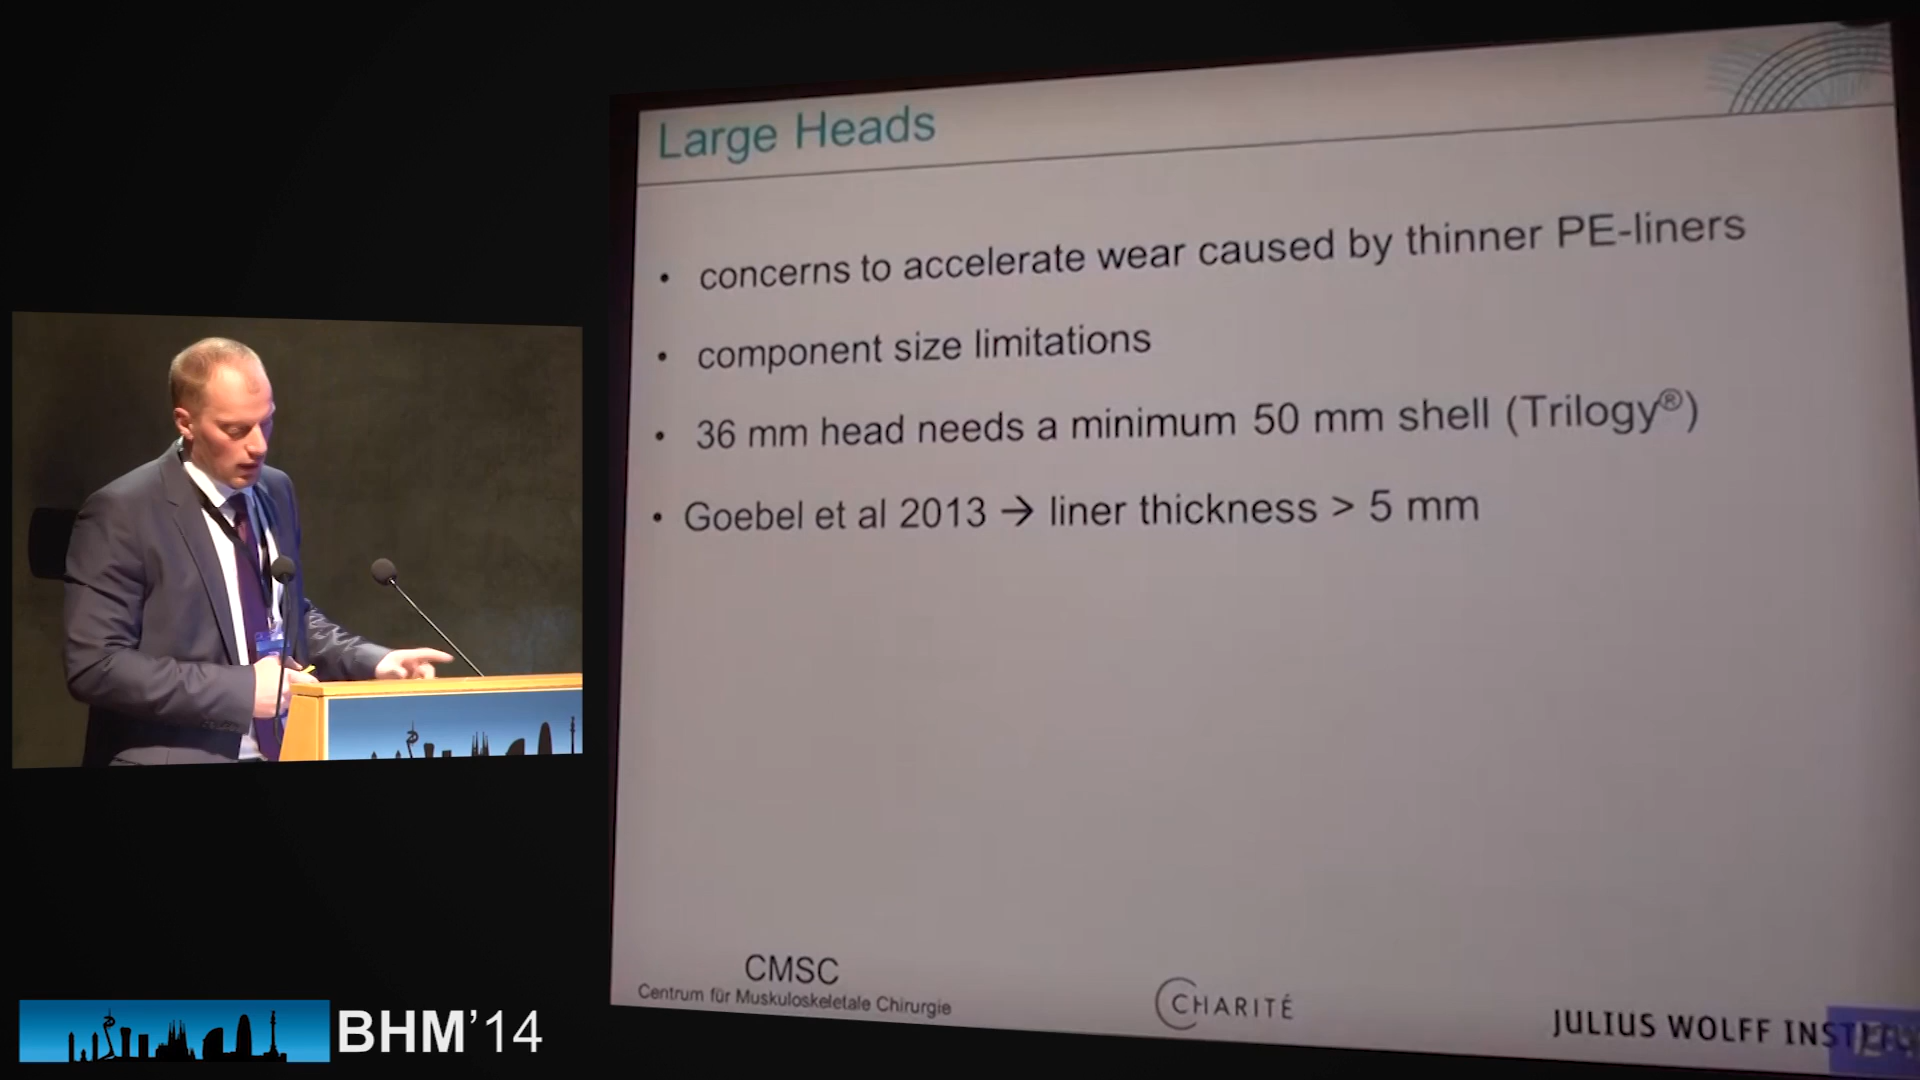 Large Heads
• concerns to accelerate wear caused by thinner PE-liners
• component size limitations
• 36 mm head needs a minimum 50 mm shell (Trilogy®)
• Goebel et al 2013 → liner thickness > 5 mm
CMSC
Centrum für Muskuloskeletale Chirurgie
CHARITÉ
JULIUS WOLFF
BHM'14